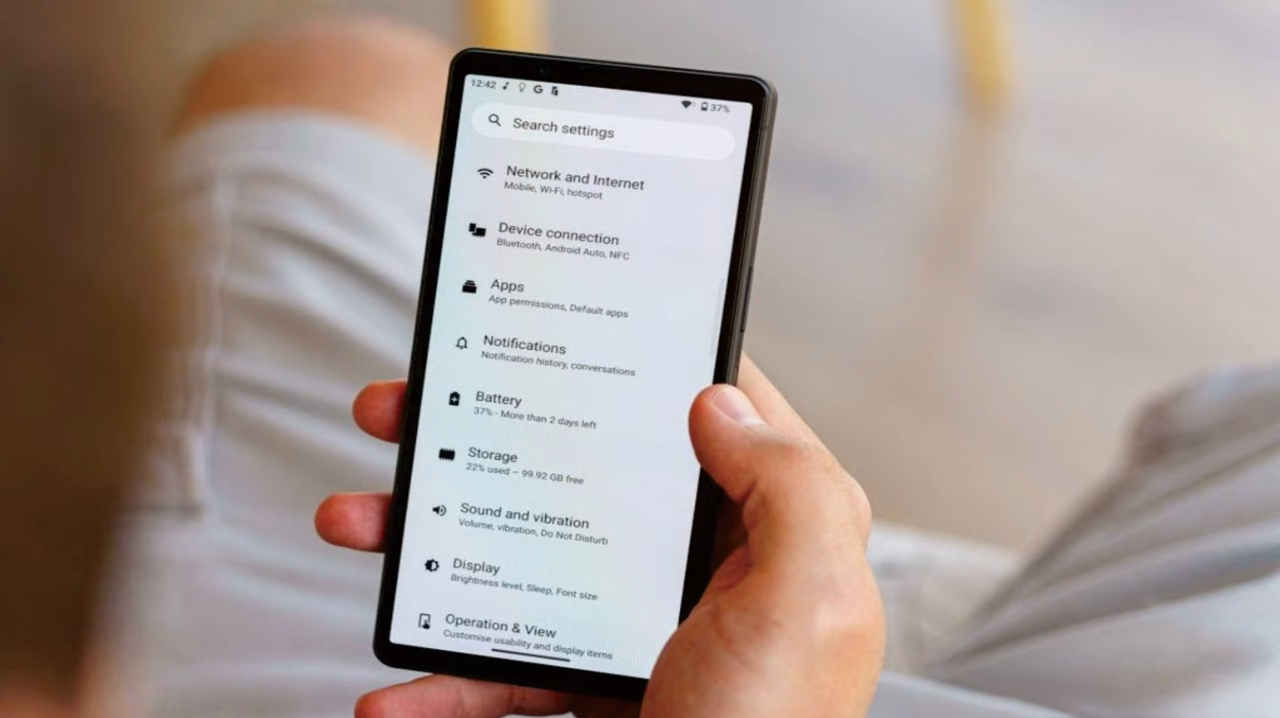 12:42 G 37%
Search settings
Network and Internet
Mobile, Wi-Fi, hotspot
Device connection
Bluetooth, Android Auto, NFC
Apps
App permissions, Default apps
Notifications
Notification history, conversations
Battery
37% - More than 2 days left
Storage
22% used – 99.92 GB free
Sound and vibration
Volume, vibration, Do Not Disturb
Display
Brightness level, Sleep, Font size
Operation & View
Customise usability and display items